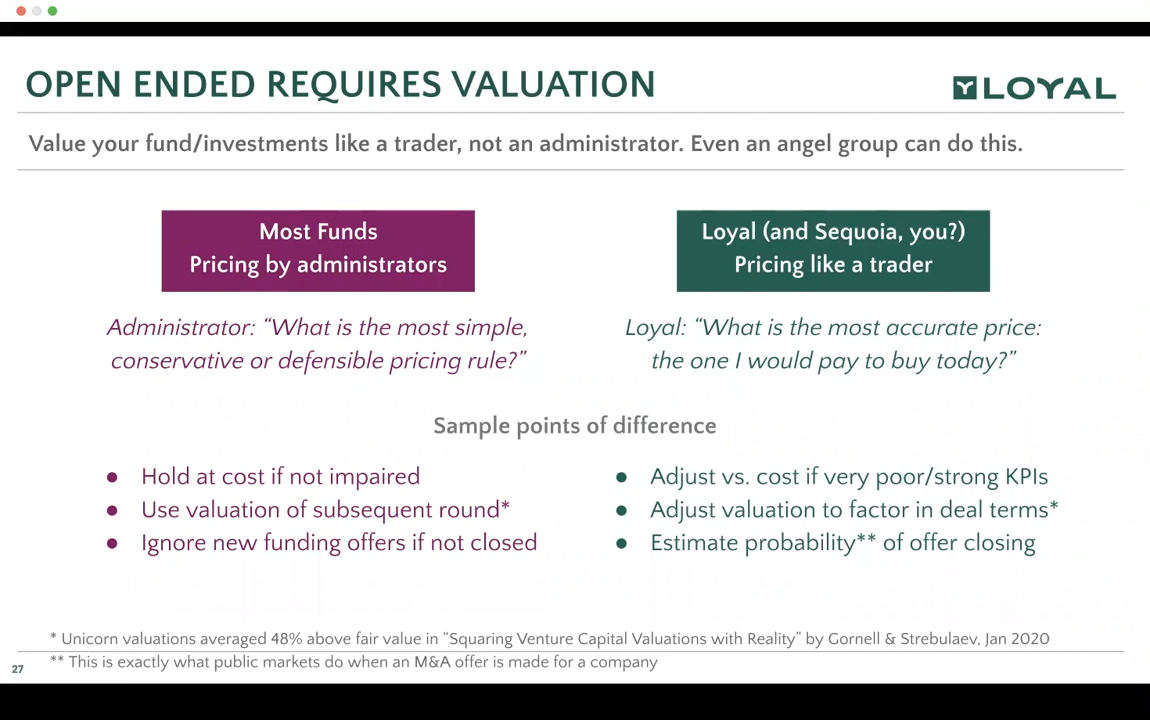 OPEN ENDED REQUIRES VALUATION
LOYAL
Value your fund/investments like a trader, not an administrator. Even an angel group can do this.
Most Funds
Pricing by administrators
Administrator: “What is the most simple,
conservative or defensible pricing rule?”
Loyal (and Sequoia, you?)
Pricing like a trader
Loyal: “What is the most accurate price:
the one I would pay to buy today?”
Sample points of difference
● Hold at cost if not impaired
● Use valuation of subsequent round*
● Ignore new funding offers if not closed
● Adjust vs. cost if very poor/strong KPIs
● Adjust valuation to factor in deal terms*
● Estimate probability** of offer closing
* Unicorn valuations averaged 48% above fair value in “Squaring Venture Capital Valuations with Reality” by Gornell & Strebulaev, Jan 2020
** This is exactly what public markets do when an M&A offer is made for a company
27